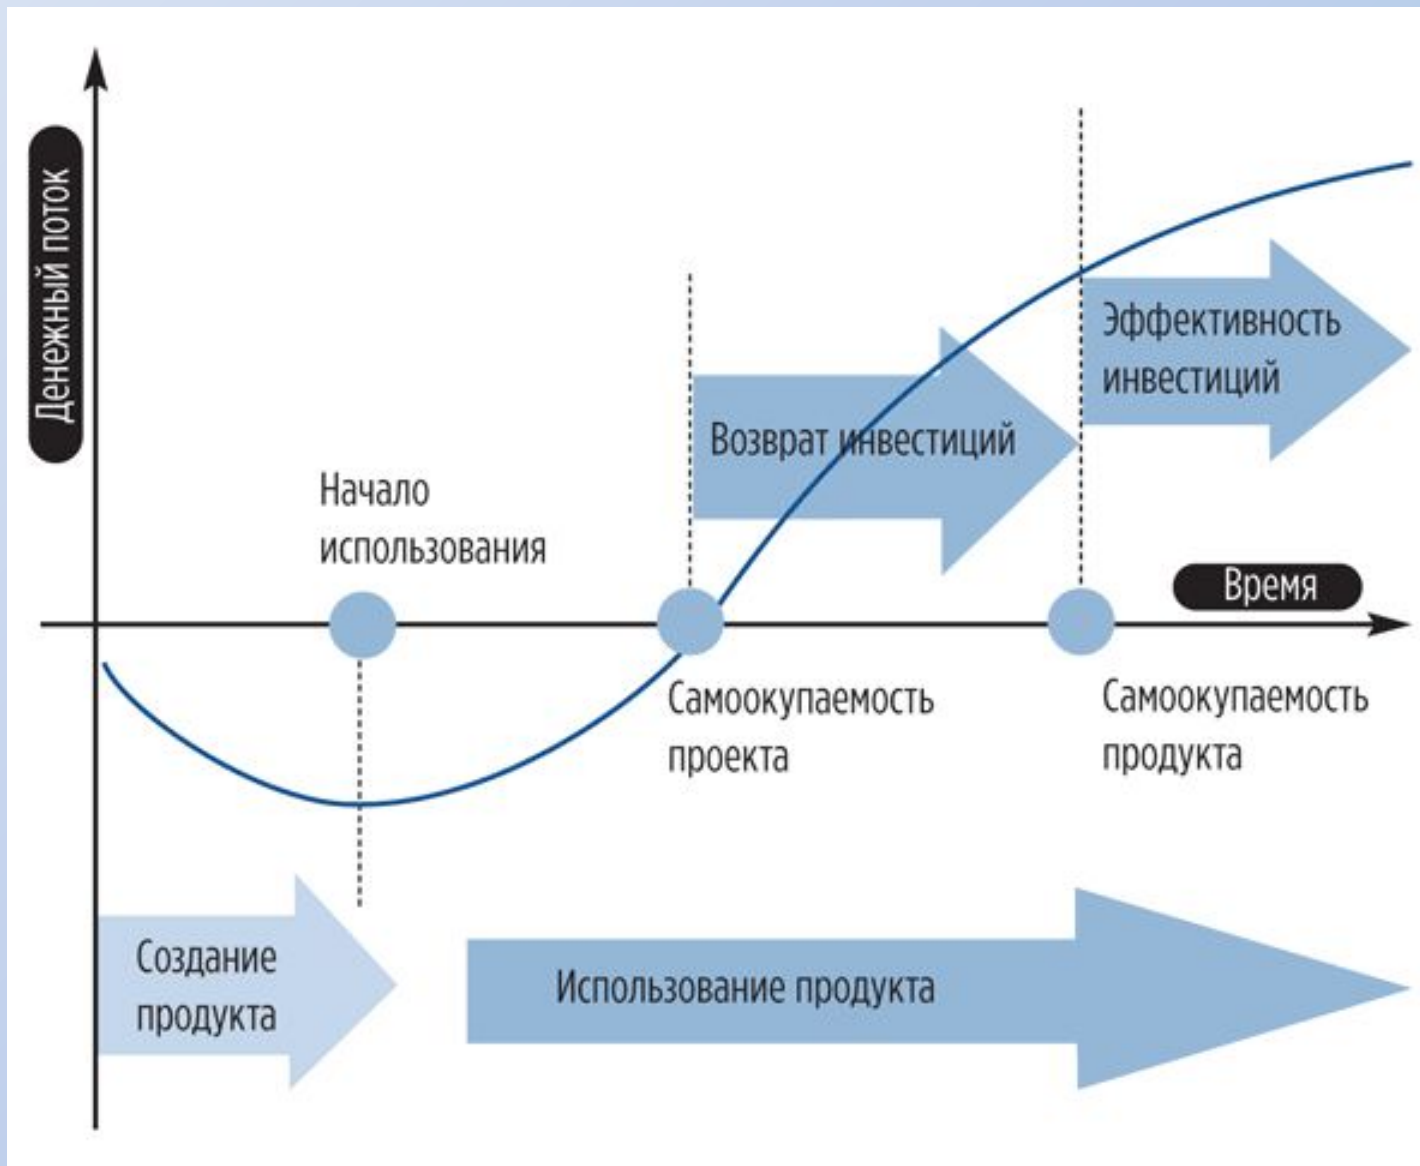 Денежный поток
Эффективность
инвестиций
Возврат инвестиций
Начало
использования
Время
Самоокупаемость
проекта
Самоокупаемость
продукта
Создание
продукта
Использование продукта